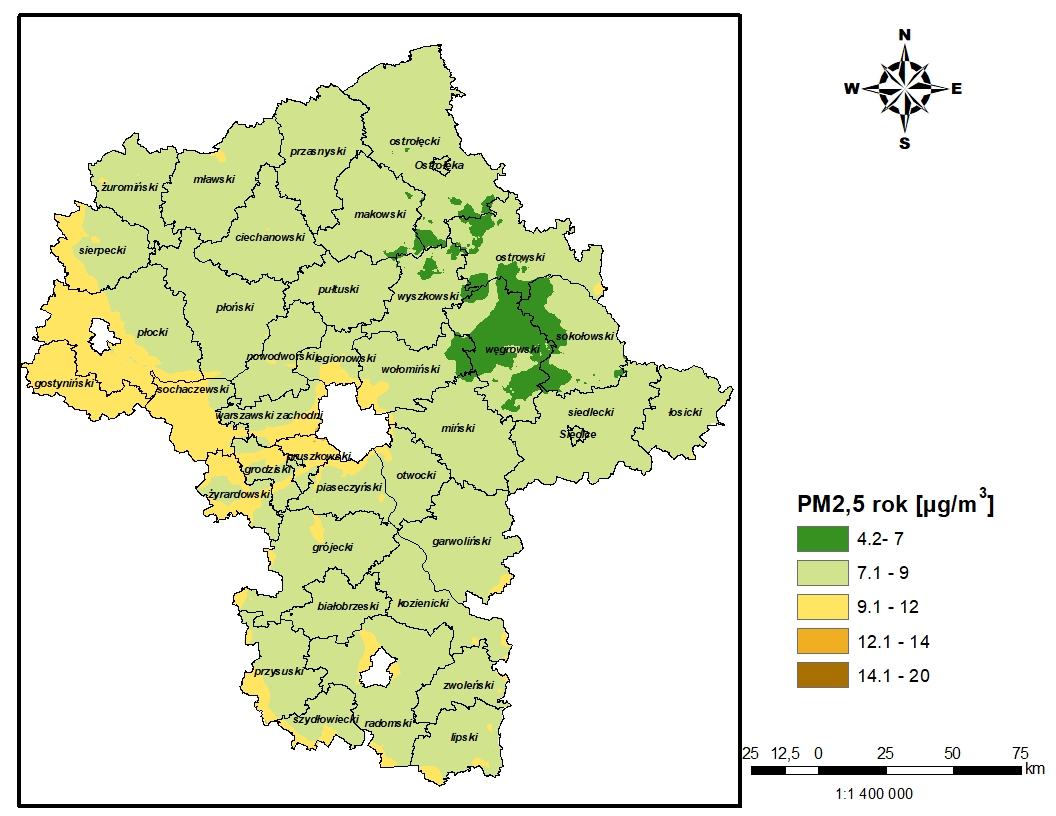 N
W E
S
ostrołęcki
przasnyski
Ostrołęka
mławski
żuromiński
makowski
ciechanowski
sierpecki
ostrowski
pułtuski
wyszkowski
płoński
płocki
sokołowski
węgrowski
nowodworski
legionowski
wołomiński
gostyniński
sochaczewski
siedlecki
łosicki
warszawski zachodni
miński
Siedlce
pruszkowski
grodziski
otwocki
piaseczyński
żyrardowski
garwoliński
grójecki
białobrzeski
kozienicki
przysuski
zwoleński
szydłowiecki
radomski
lipski
PM2,5 rok [µg/m³]
4.2- 7
7.1 - 9
9.1 - 12
12.1 - 14
14.1 - 20
25 12,5 0 25 50 75
km
1:1 400 000